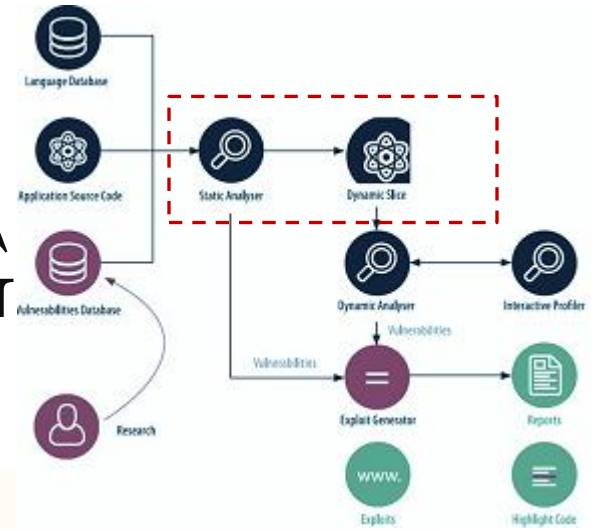 Language Database
Application Source Code
Static Analyser
Dynamic Slice
Vulnerabilities Database
Dynamic Analyser
Interactive Profiler
Vulnerabilities
Vulnerabilities
Research
Exploit Generator
Reports
www.
Exploits
Highlight Code